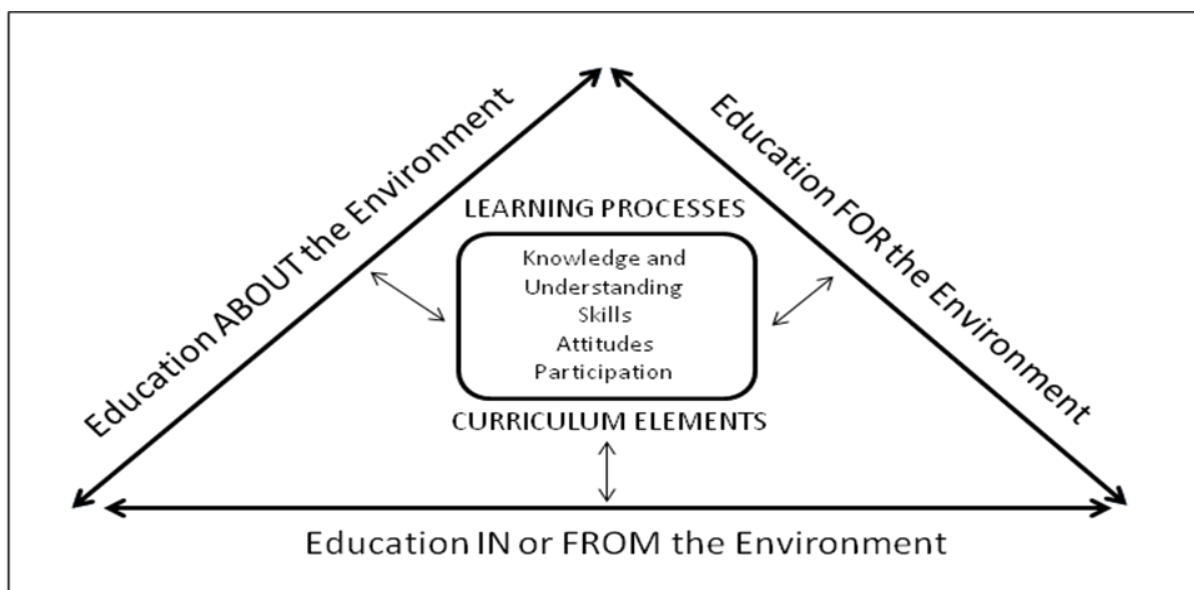 Education ABOUT the Environment
Education FOR the Environment
LEARNING PROCESSES
Knowledge and
Understanding
Skills
Attitudes
Participation
CURRICULUM ELEMENTS
Education IN or FROM the Environment